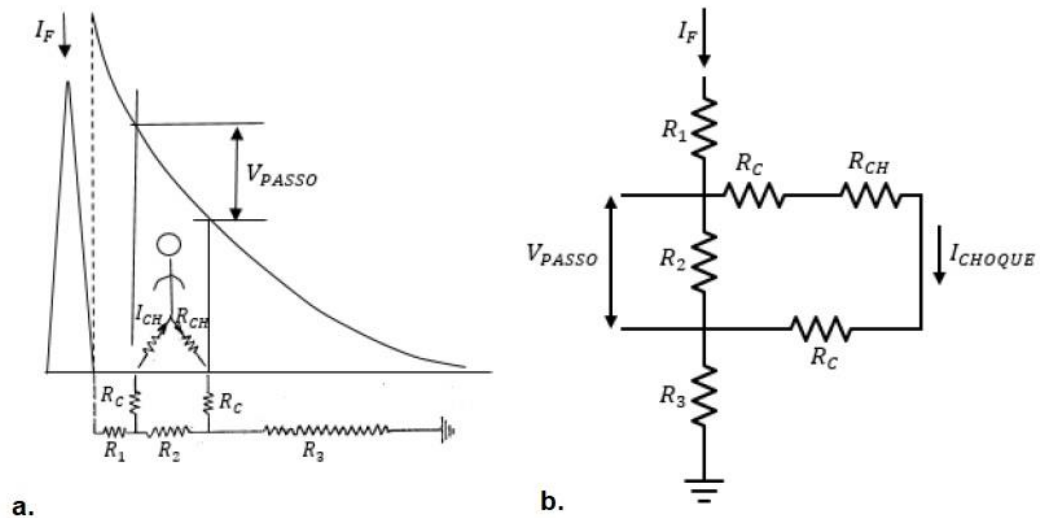 I_F
V_PASSO
I_CH R_CH
R_C R_C
R_1 R_2 R_3
a.
I_F
R_1
R_C R_CH
V_PASSO R_2 I_CHOQUE
R_C
R_3
b.